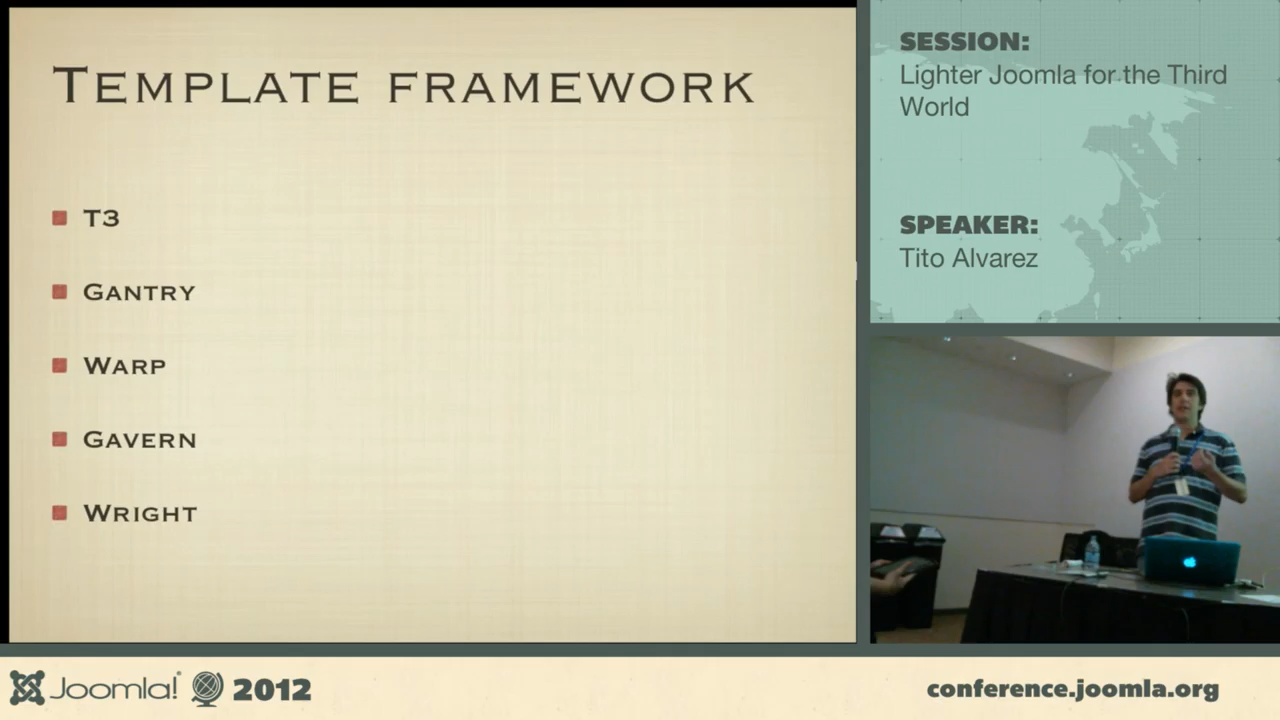 TEMPLATE FRAMEWORK
T3
GANTRY
WARP
GAVERN
WRIGHT
SESSION:
Lighter Joomla for the Third
World
SPEAKER:
Tito Alvarez
Joomla! 2012
conference.joomla.org